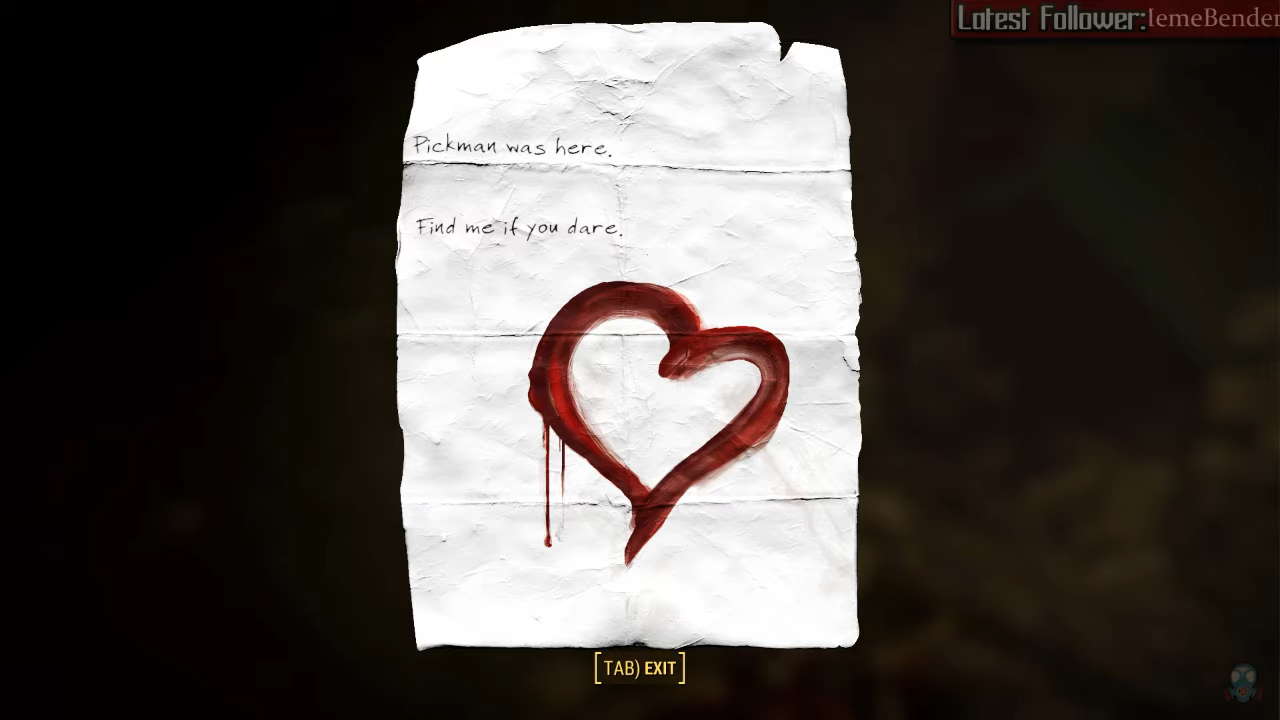 Latest Follower:IemeBender
Pickman was here.
Find me if you dare.
[TAB) EXIT]